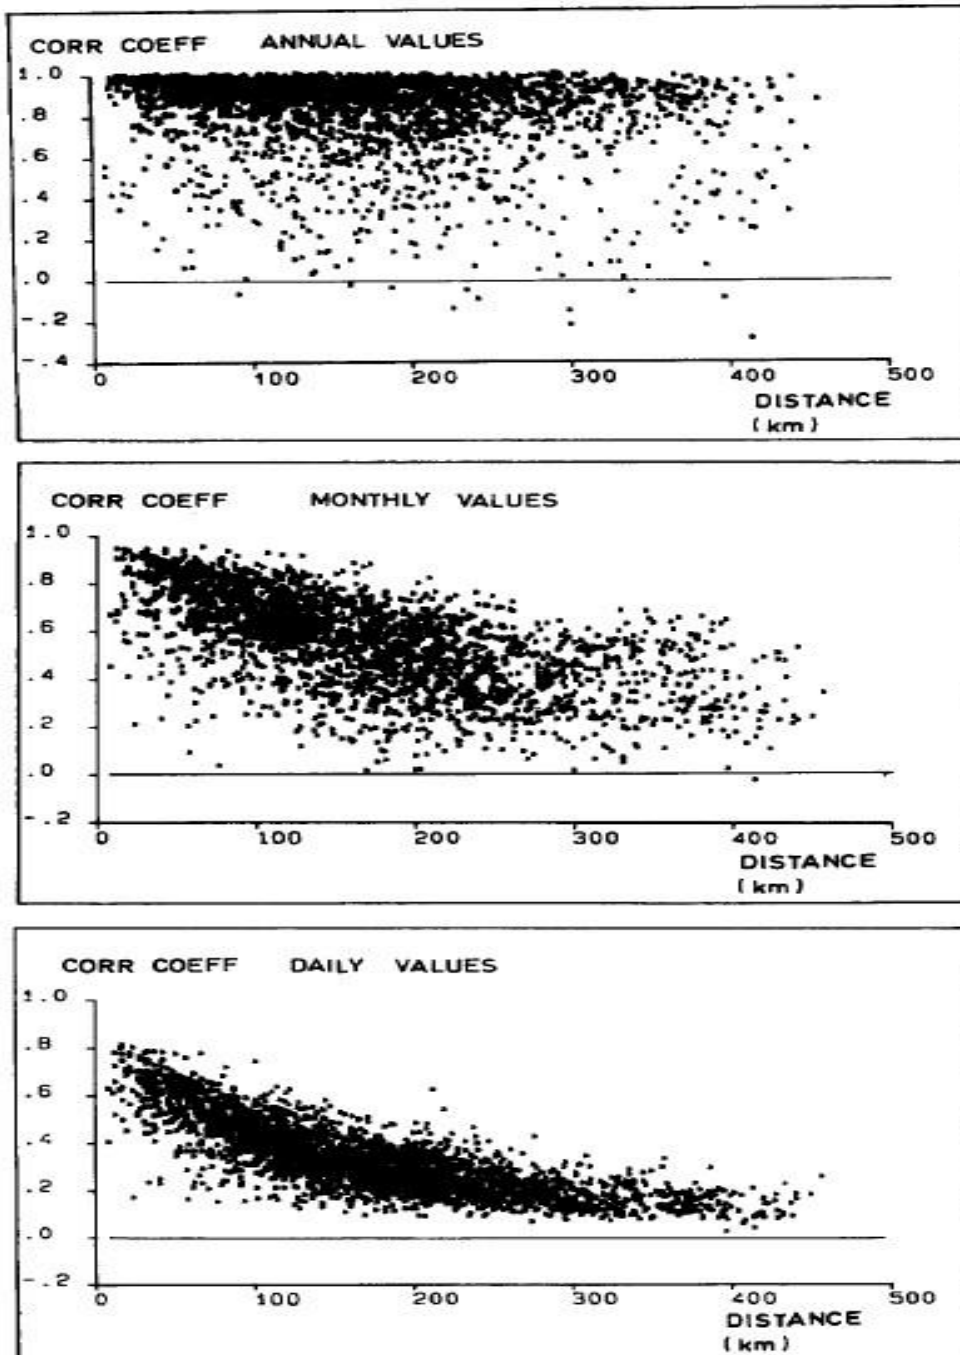 CORR COEFF ANNUAL VALUES
1.0
.8
.6
.4
.2
.0
-.2
-.4
0 100 200 300 400 500
DISTANCE
(km)
CORR COEFF MONTHLY VALUES
1.0
.8
.6
.4
.2
.0
-.2
0 100 200 300 400 500
DISTANCE
(km)
CORR COEFF DAILY VALUES
1.0
.8
.6
.4
.2
.0
-.2
0 100 200 300 400 500
DISTANCE
(km)